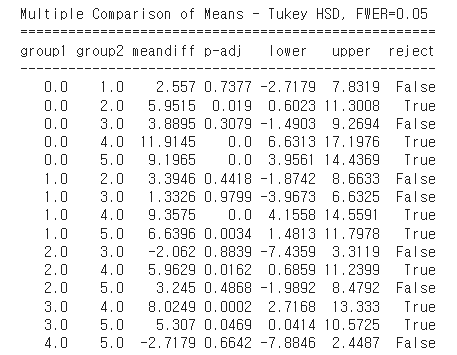 Multiple Comparison of Means - Tukey HSD, FWER=0.05
====================================================
group1 group2 meandiff p-adj lower upper reject
----------------------------------------------------
0.0 1.0 2.557 0.7377 -2.7179 7.8319 False
0.0 2.0 5.9515 0.019 0.6023 11.3008 True
0.0 3.0 3.8895 0.3079 -1.4903 9.2694 False
0.0 4.0 11.9145 0.0 6.6313 17.1976 True
0.0 5.0 9.1965 0.0 3.9561 14.4369 True
1.0 2.0 3.3946 0.4418 -1.8742 8.6633 False
1.0 3.0 1.3326 0.9799 -3.9673 6.6325 False
1.0 4.0 9.3575 0.0 4.1558 14.5591 True
1.0 5.0 6.6396 0.0034 1.4813 11.7978 True
2.0 3.0 -2.062 0.8839 -7.4359 3.3119 False
2.0 4.0 5.9629 0.0162 0.6859 11.2399 True
2.0 5.0 3.245 0.4868 -1.9892 8.4792 False
3.0 4.0 8.0249 0.0002 2.7168 13.333 True
3.0 5.0 5.307 0.0469 0.0414 10.5725 True
4.0 5.0 -2.7179 0.6642 -7.8846 2.4487 False